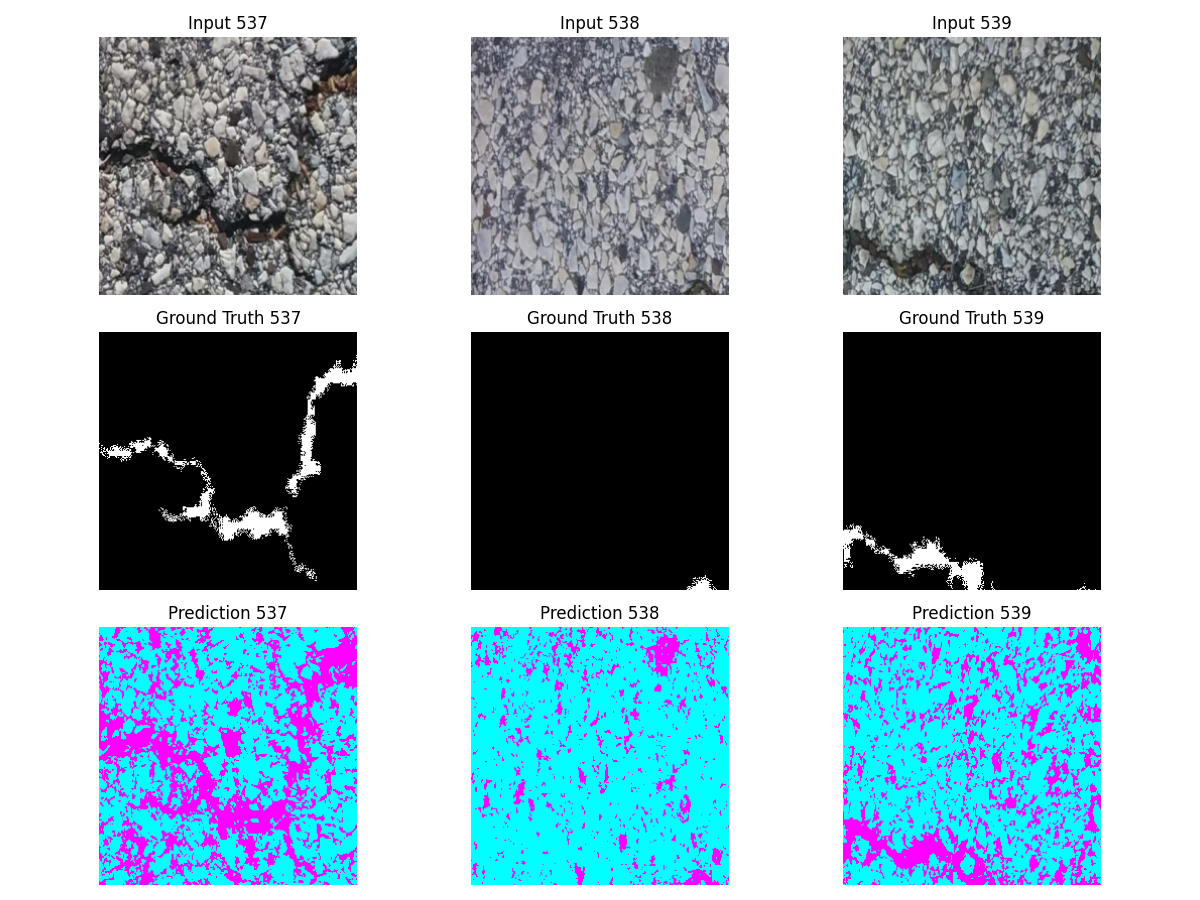 Input 537
Input 538
Input 539
Ground Truth 537
Ground Truth 538
Ground Truth 539
Prediction 537
Prediction 538
Prediction 539